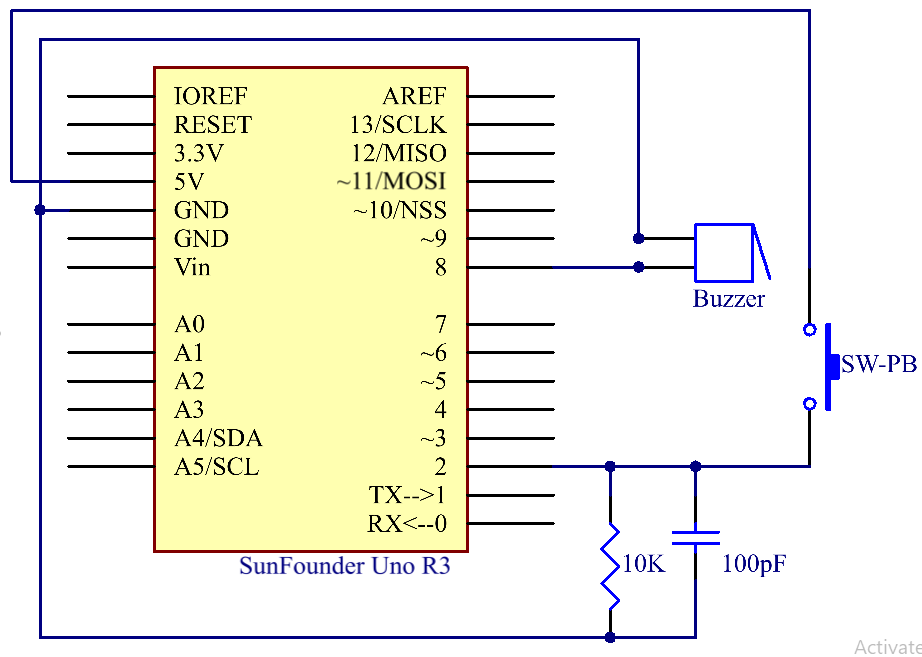 IOREF
RESET
3.3V
5V
GND
GND
Vin
A0
A1
A2
A3
A4/SDA
A5/SCL
AREF
13/SCLK
12/MISO
~11/MOSI
~10/NSS
~9
8
7
~6
~5
4
~3
2
TX-->1
RX<--0
SunFounder Uno R3
Buzzer
SW-PB
10K
100pF
Activate